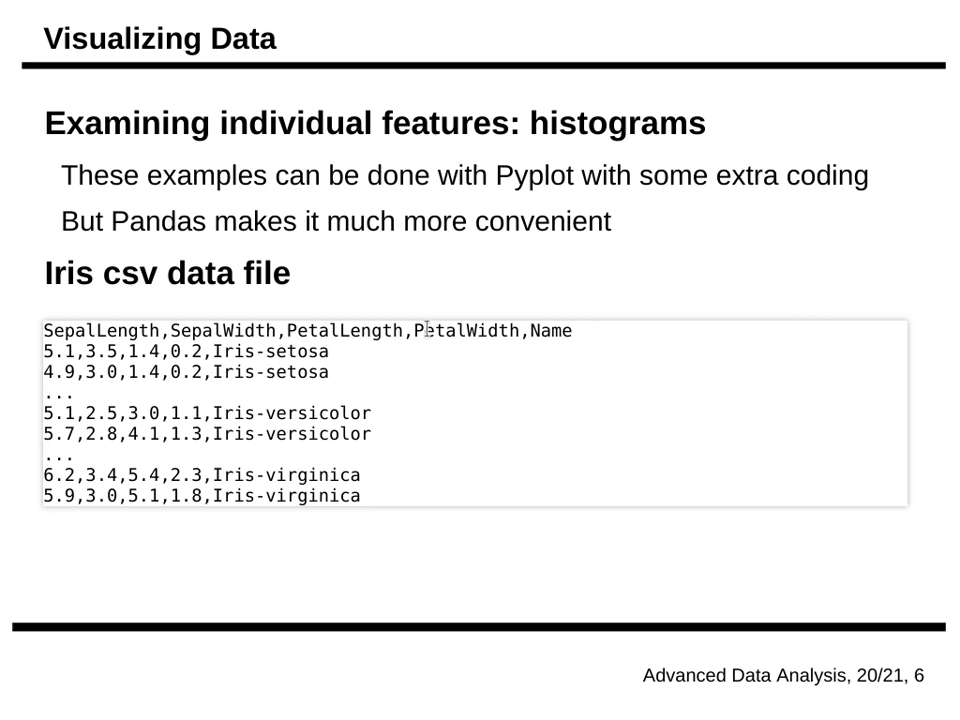 Visualizing Data
Examining individual features: histograms
These examples can be done with Pyplot with some extra coding
But Pandas makes it much more convenient
Iris csv data file
SepalLength,SepalWidth,PetalLength,PetalWidth,Name
5.1,3.5,1.4,0.2,Iris-setosa
4.9,3.0,1.4,0.2,Iris-setosa
...
5.1,2.5,3.0,1.1,Iris-versicolor
5.7,2.8,4.1,1.3,Iris-versicolor
...
6.2,3.4,5.4,2.3,Iris-virginica
5.9,3.0,5.1,1.8,Iris-virginica
Advanced Data Analysis, 20/21, 6